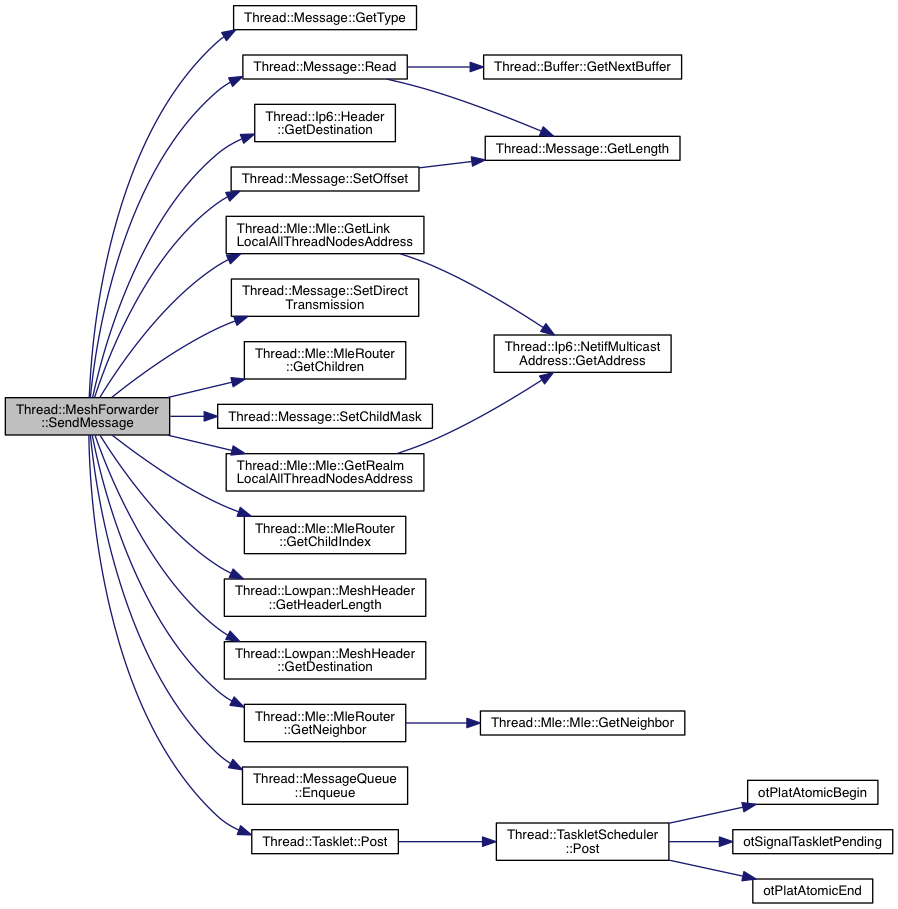 Thread::Message::GetType
Thread::Message::Read
Thread::Buffer::GetNextBuffer
Thread::Ip6::Header
::GetDestination
Thread::Message::GetLength
Thread::Message::SetOffset
Thread::Mle::Mle::GetLink
LocalAllThreadNodesAddress
Thread::Message::SetDirect
Transmission
Thread::Ip6::NetifMulticast
Address::GetAddress
Thread::Mle::MleRouter
::GetChildren
Thread::MeshForwarder
::SendMessage
Thread::Message::SetChildMask
Thread::Mle::Mle::GetRealm
LocalAllThreadNodesAddress
Thread::Mle::MleRouter
::GetChildIndex
Thread::Lowpan::MeshHeader
::GetHeaderLength
Thread::Lowpan::MeshHeader
::GetDestination
Thread::Mle::MleRouter
::GetNeighbor
Thread::Mle::Mle::GetNeighbor
Thread::MessageQueue
::Enqueue
Thread::Tasklet::Post
Thread::TaskletScheduler
::Post
otPlatAtomicBegin
otSignalTaskletPending
otPlatAtomicEnd